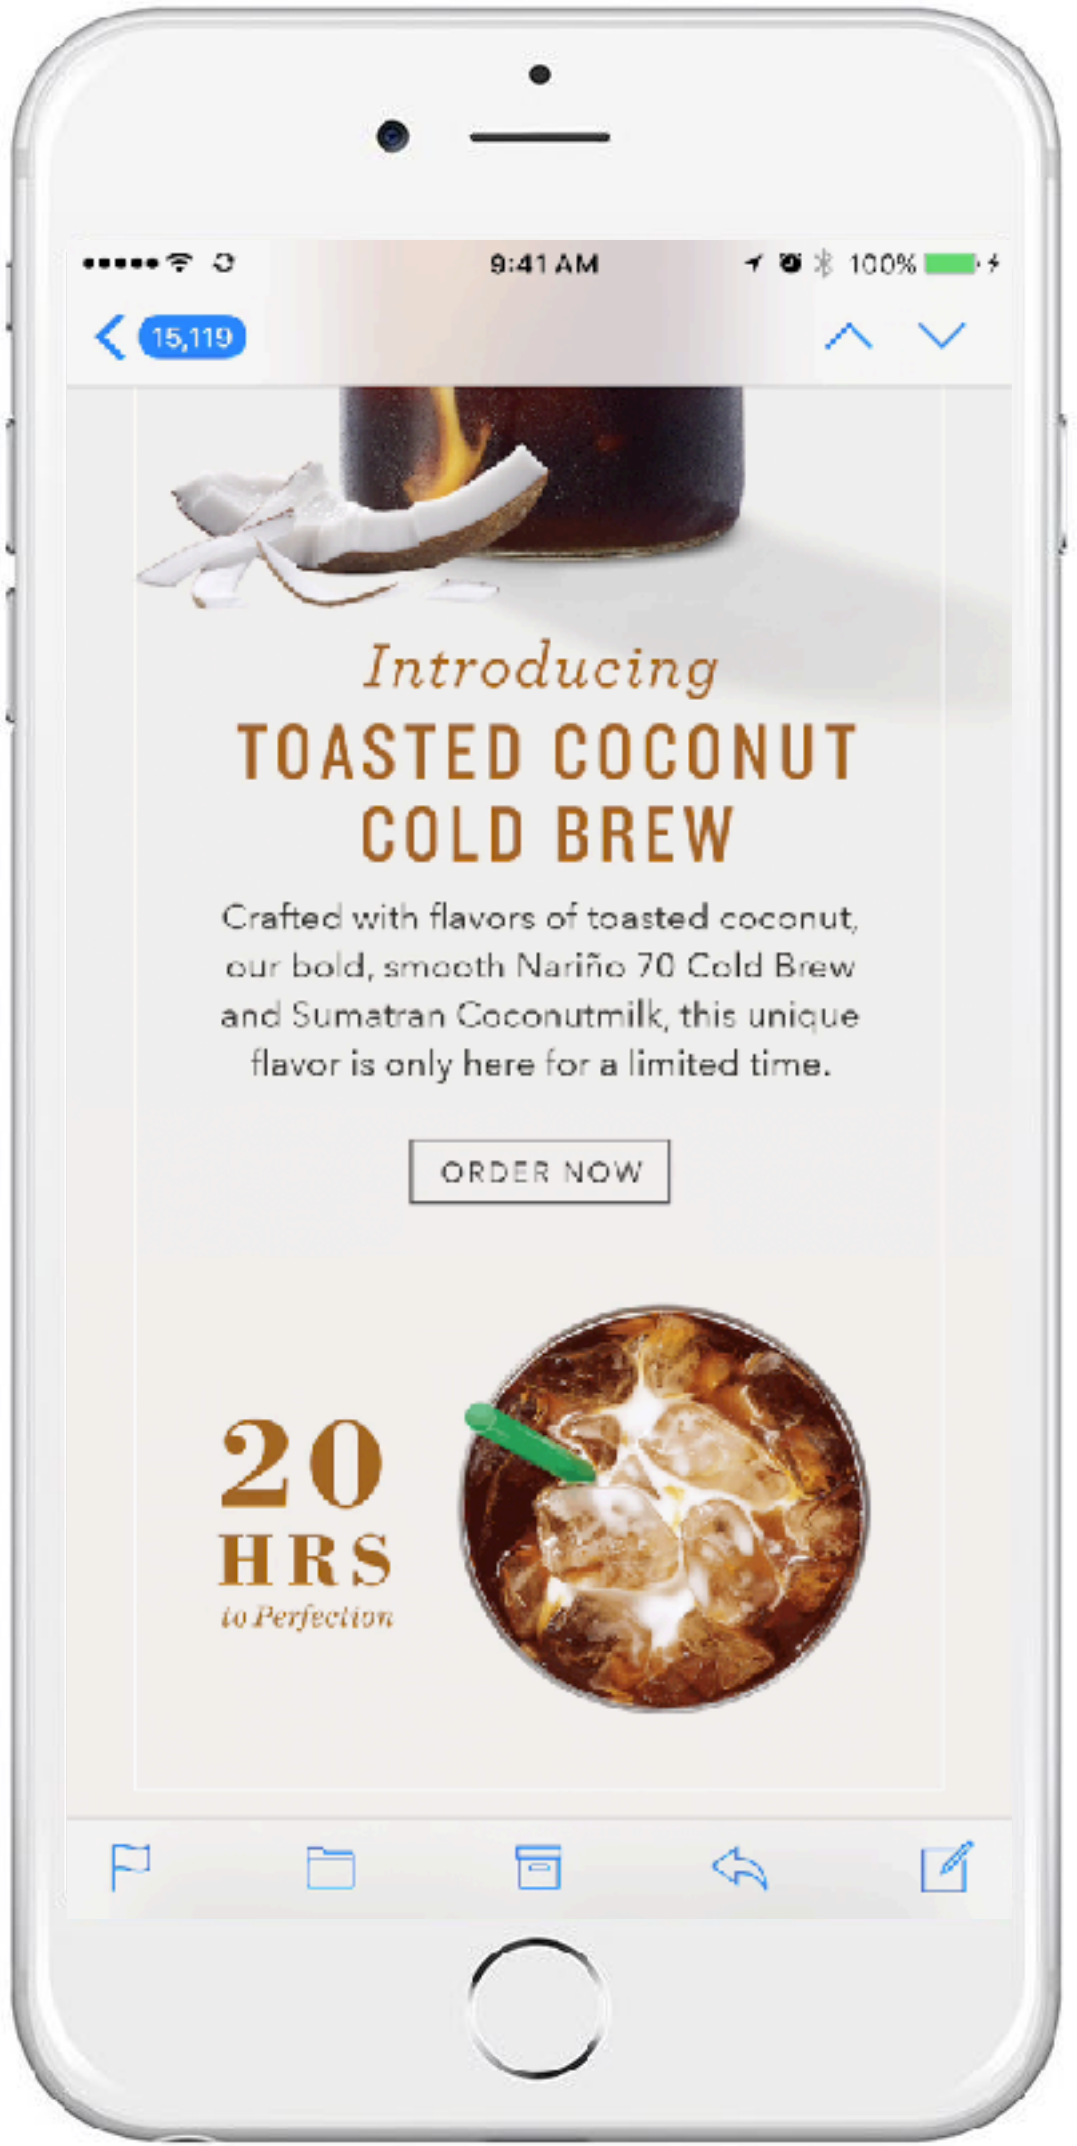 9:41 AM
100%
15,119
Introducing
TOASTED COCONUT
COLD BREW
Crafted with flavors of toasted coconut,
our bold, smooth Nariño 70 Cold Brew
and Sumatran Coconutmilk, this unique
flavor is only here for a limited time.
ORDER NOW
20
HRS
to Perfection